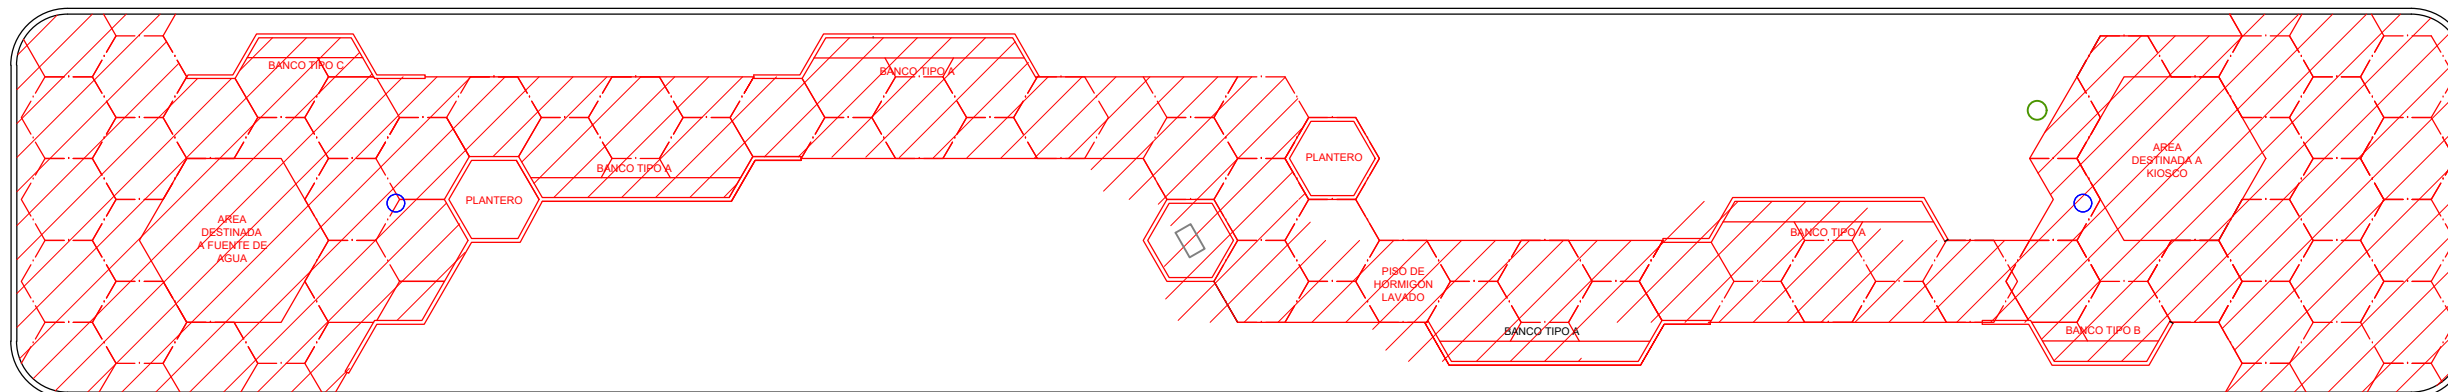 BANCO TIPO C
BANCO TIPO A
BANCO TIPO A
PLANTERO
AREA
DESTINADA
A FUENTE DE
AGUA
PLANTERO
PISO DE
HORMIGÓN
LAVADO
BANCO TIPO A
BANCO TIPO A
AREA
DESTINADA A
KIOSCO
BANCO TIPO B